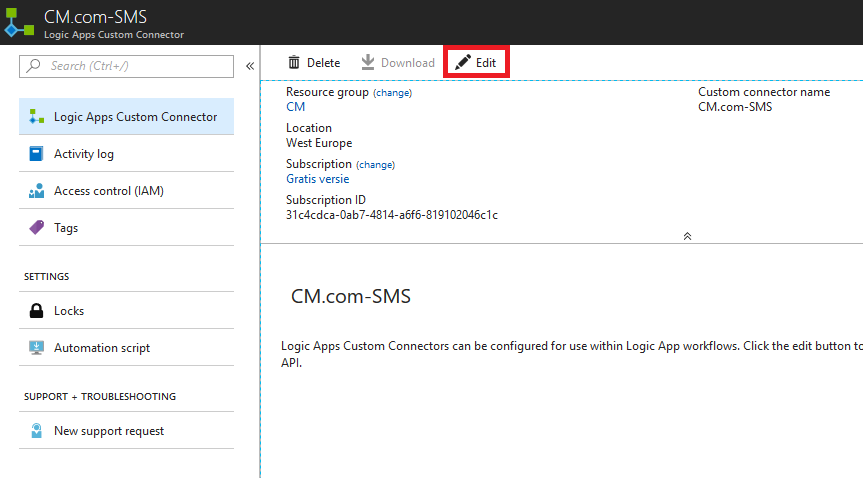 CM.com-SMS
Logic Apps Custom Connector
Search (Ctrl+/)
«
Delete
Download
Edit
Logic Apps Custom Connector
Activity log
Access control (IAM)
Tags
SETTINGS
Locks
Automation script
SUPPORT + TROUBLESHOOTING
New support request
Resource group (change)
CM
Location
West Europe
Subscription (change)
Gratis versie
Subscription ID
31c4cdca-0ab7-4814-a6f6-819102046c1c
Custom connector name
CM.com-SMS
CM.com-SMS
Logic Apps Custom Connectors can be configured for use within Logic App workflows. Click the edit button to
API.